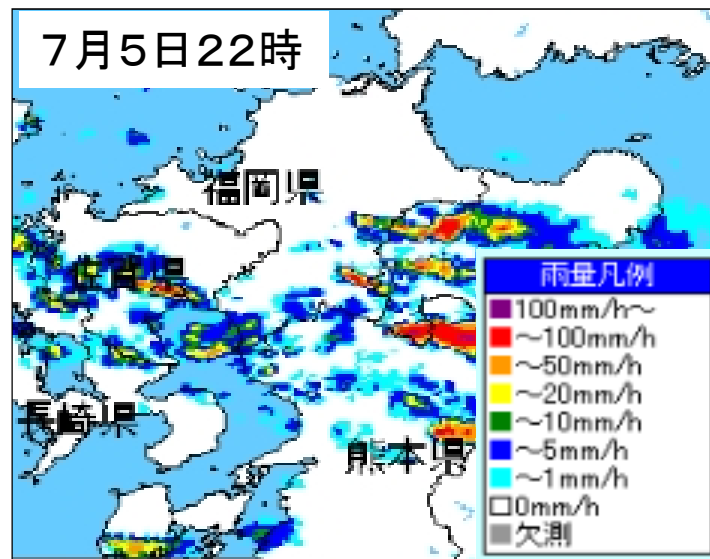 7月5日22時
福岡県
佐賀県
長崎県
熊本県
雨量凡例
100mm/h～
～100mm/h
～50mm/h
～20mm/h
～10mm/h
～5mm/h
～1mm/h
0mm/h
欠測